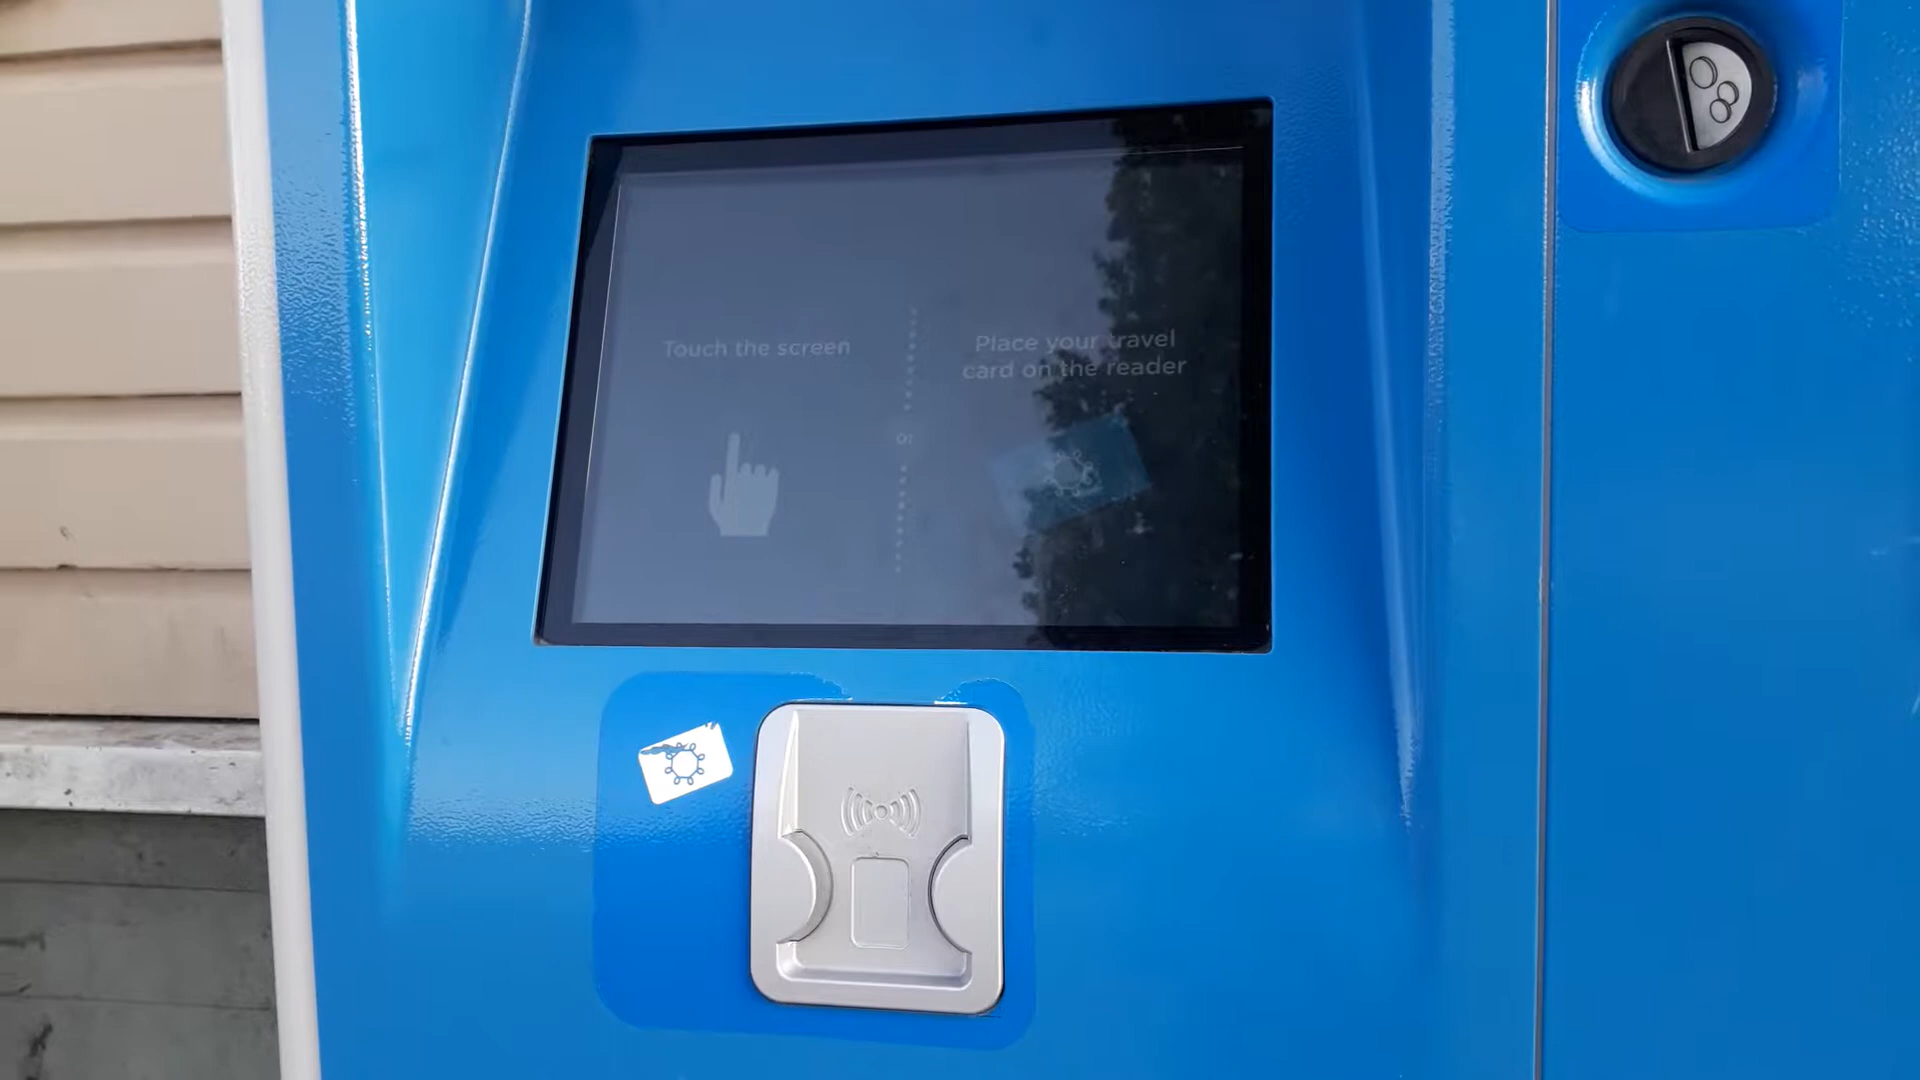 Touch the screen
or
Place your travel
card on the reader